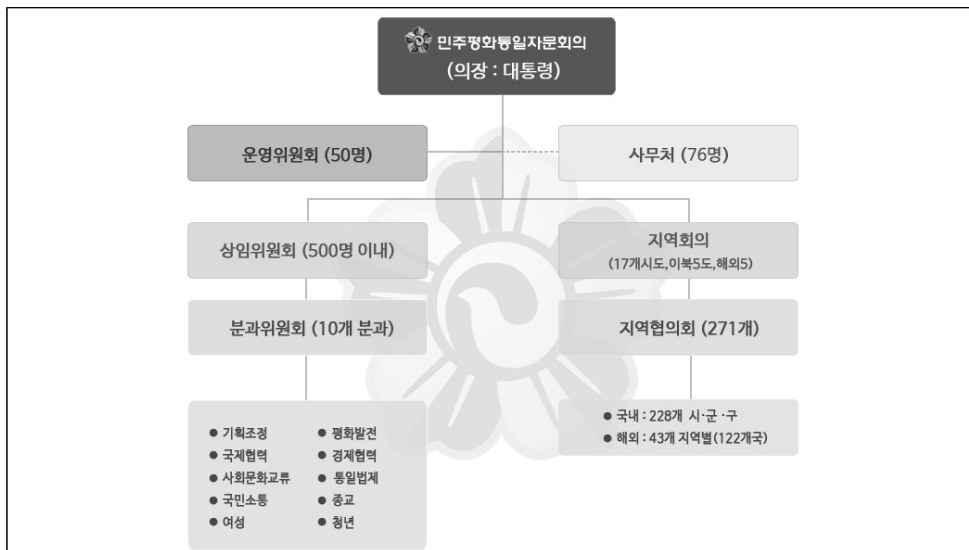 민주평화통일자문회의
(의장 : 대통령)
운영위원회 (50명)
사무처 (76명)
상임위원회 (500명 이내)
지역회의
(17개시도,이북5도,해외5)
분과위원회 (10개 분과)
지역협의회 (271개)
● 기획조정
● 국제협력
● 사회문화교류
● 국민소통
● 여성
● 평화발전
● 경제협력
● 통일법제
● 종교
● 청년
● 국내 : 228개 시·군·구
● 해외 : 43개 지역별(122개국)